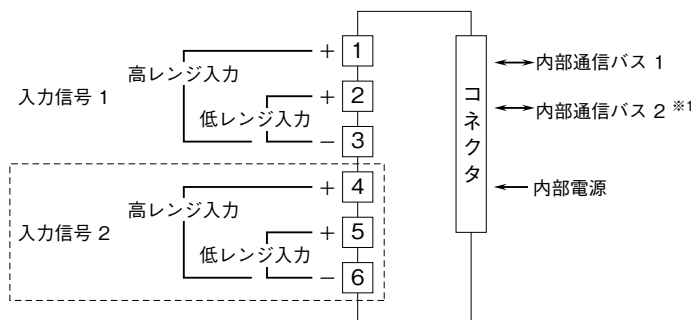 入力信号 1
高レンジ入力
低レンジ入力
+ 1
+ 2
− 3
入力信号 2
高レンジ入力
低レンジ入力
+ 4
+ 5
− 6
コネクタ
内部通信バス 1
内部通信バス 2 ※1
内部電源